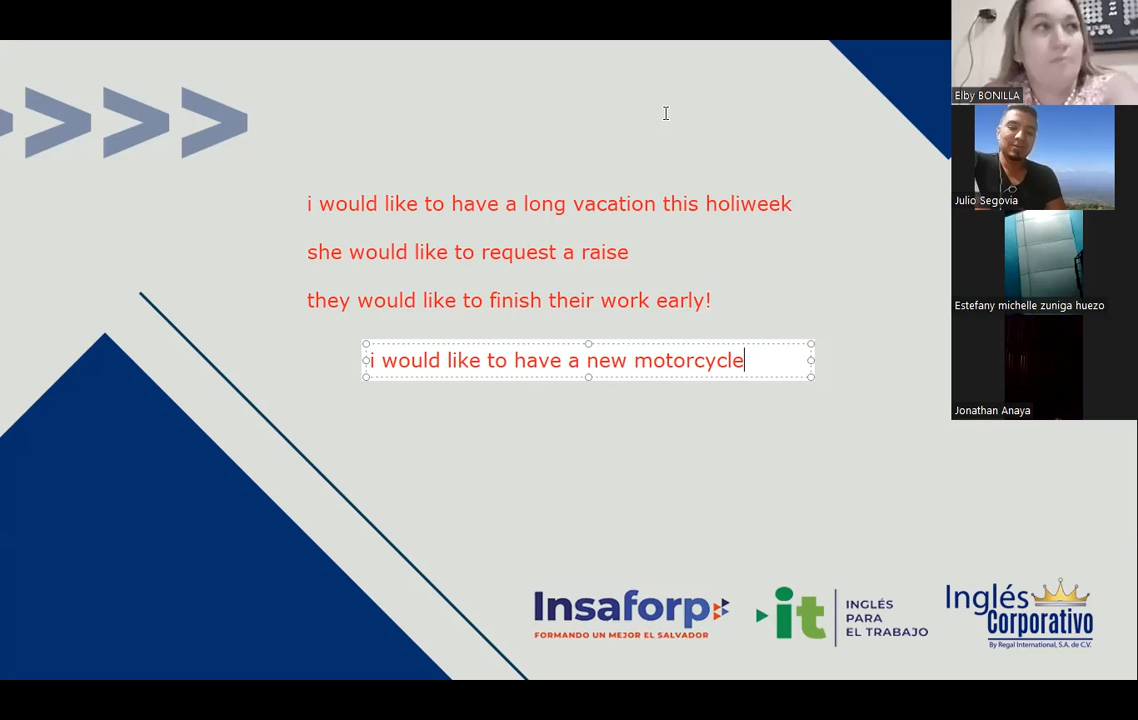 i would like to have a long vacation this holiweek
she would like to request a raise
they would like to finish their work early!
i would like to have a new motorcycle
Elby BONILLA
Julio Segovia
Estefany michelle zuniga huezo
Jonathan Anaya
Insaforp
FORMANDO UN MEJOR EL SALVADOR
it
INGLÉS
PARA
EL TRABAJO
Inglés
Corporativo
By Regal International, S.A. de C.V.